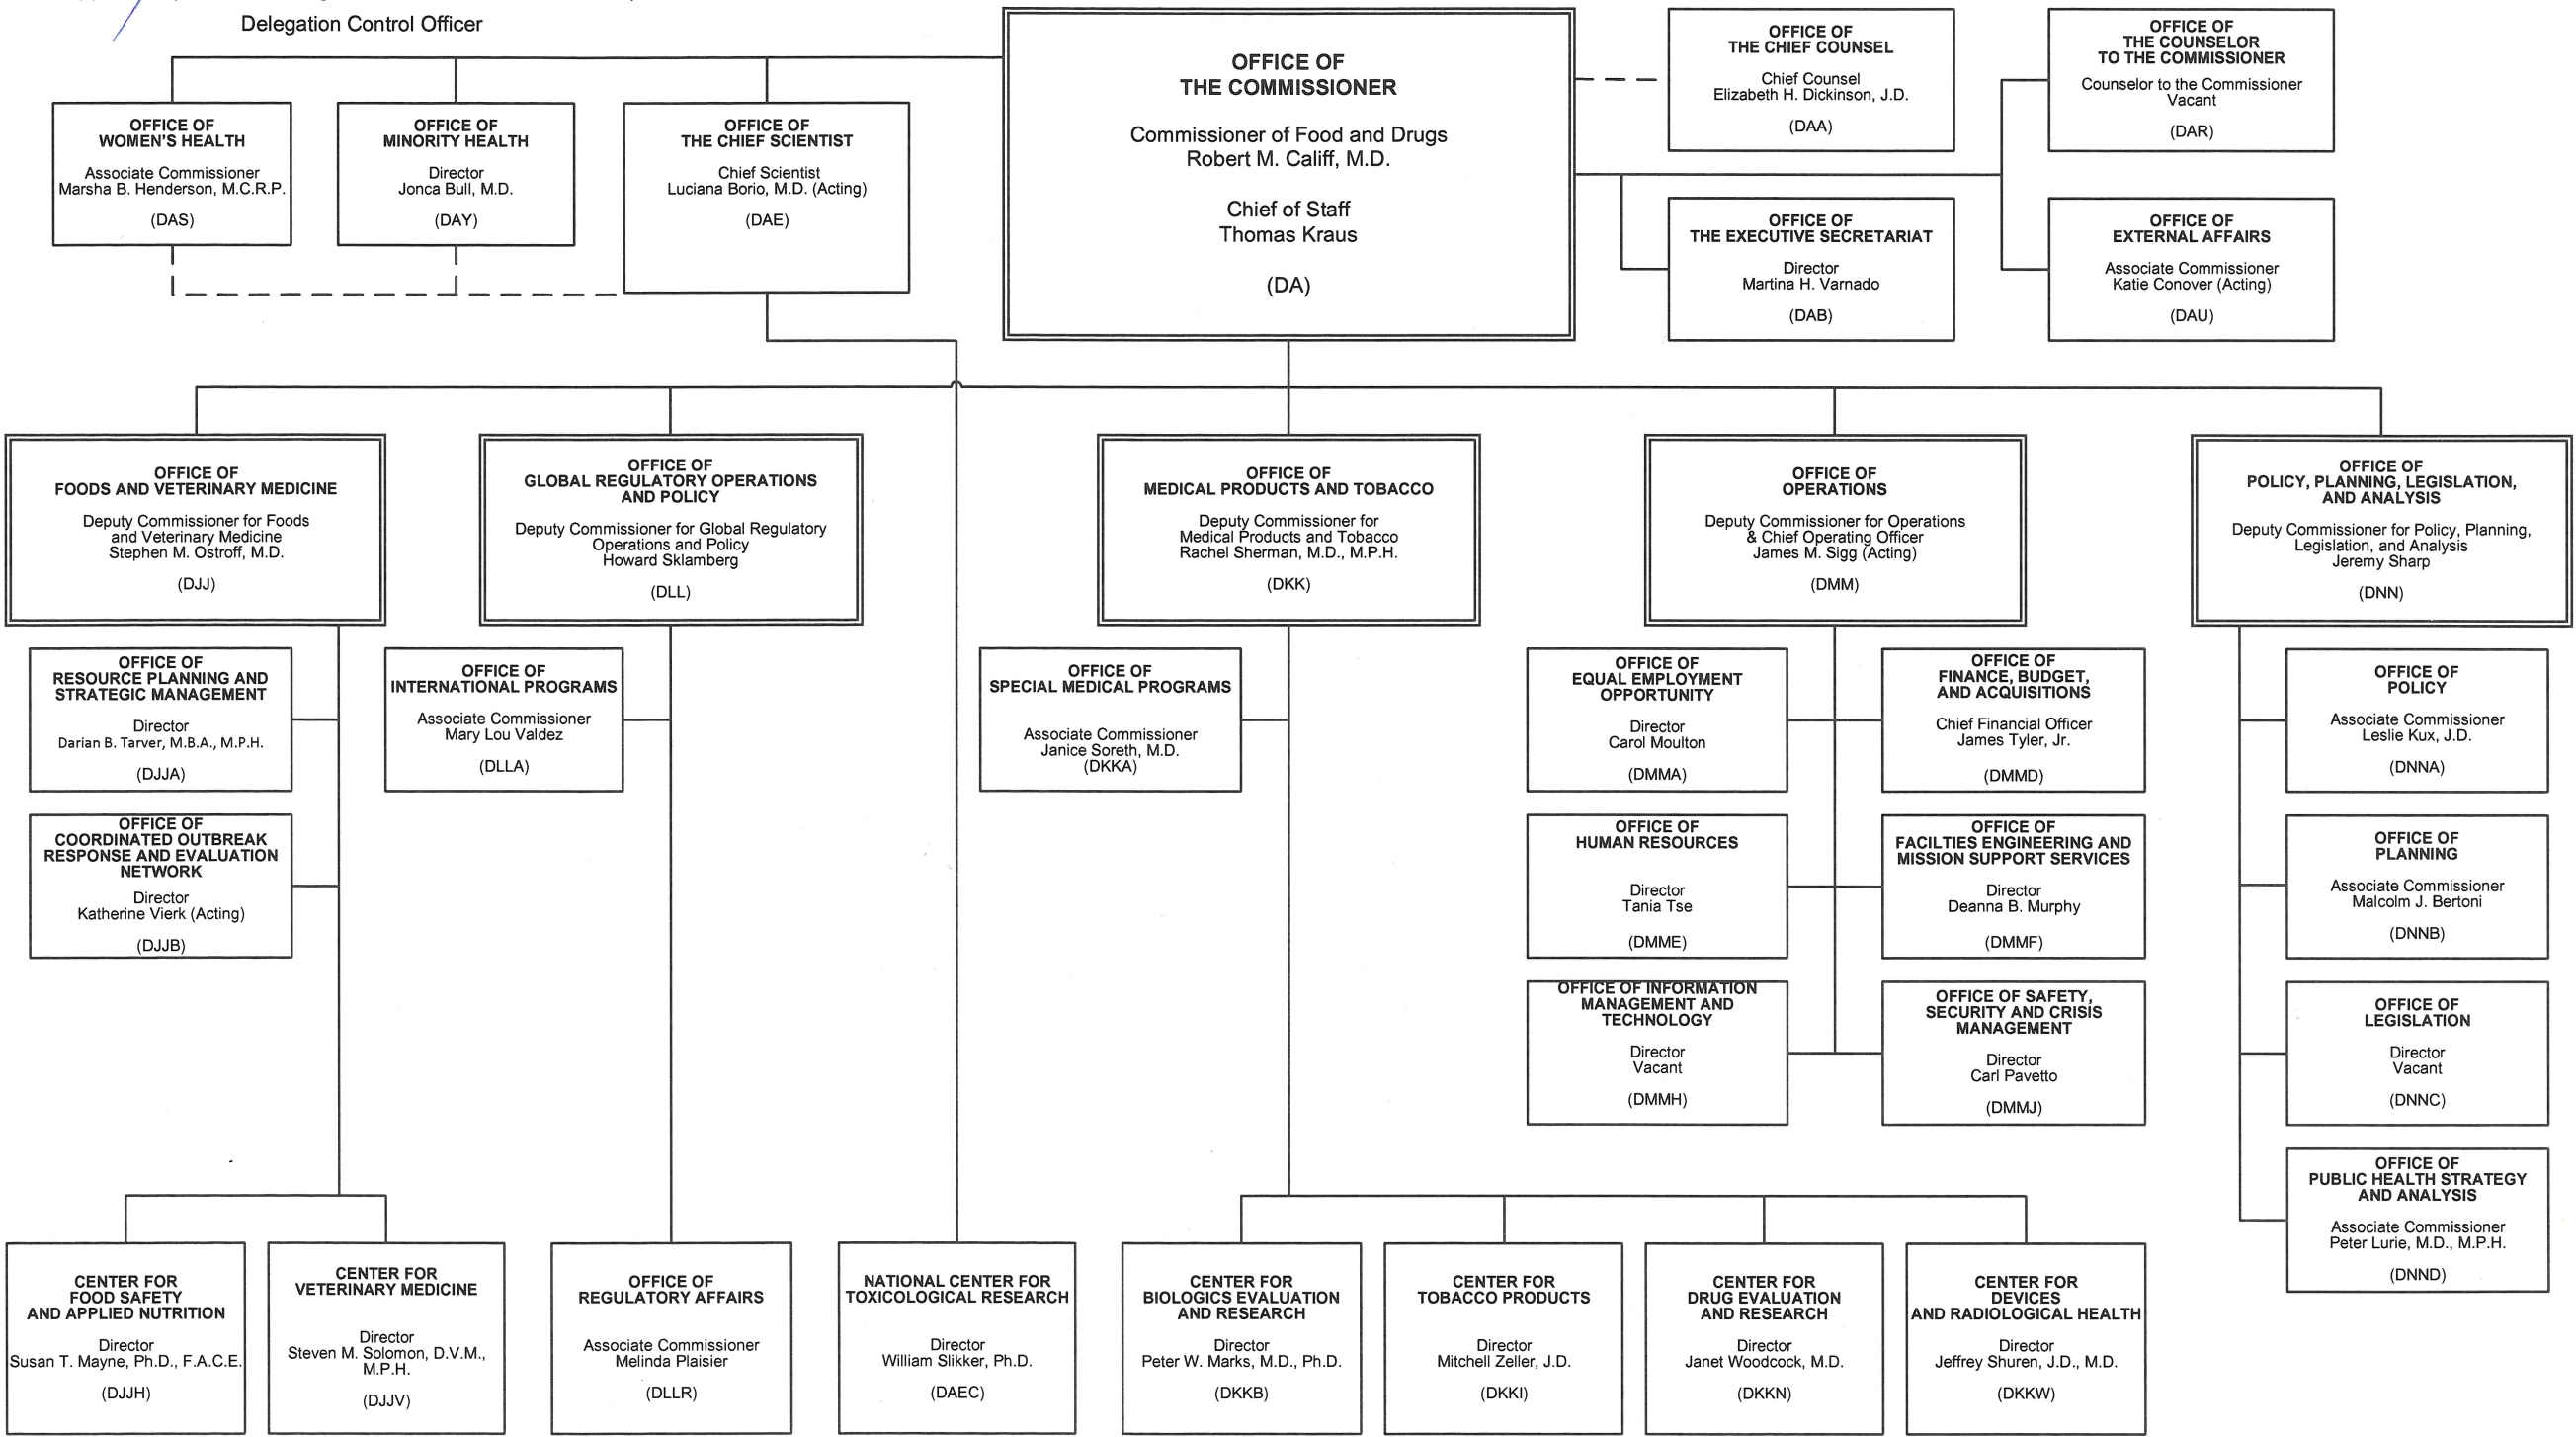 Delegation Control Officer
OFFICE OF
THE COMMISSIONER
Commissioner of Food and Drugs
Robert M. Califf, M.D.
Chief of Staff
Thomas Kraus
(DA)
OFFICE OF
THE CHIEF COUNSEL
Chief Counsel
Elizabeth H. Dickinson, J.D.
(DAA)
OFFICE OF
THE COUNSELOR
TO THE COMMISSIONER
Counselor to the Commissioner
Vacant
(DAR)
OFFICE OF
WOMEN'S HEALTH
Associate Commissioner
Marsha B. Henderson, M.C.R.P.
(DAS)
OFFICE OF
MINORITY HEALTH
Director
Jonca Bull, M.D.
(DAY)
OFFICE OF
THE CHIEF SCIENTIST
Chief Scientist
Luciana Borio, M.D. (Acting)
(DAE)
OFFICE OF
THE EXECUTIVE SECRETARIAT
Director
Martina H. Varnado
(DAB)
OFFICE OF
EXTERNAL AFFAIRS
Associate Commissioner
Katie Conover (Acting)
(DAU)
OFFICE OF
FOODS AND VETERINARY MEDICINE
Deputy Commissioner for Foods
and Veterinary Medicine
Stephen M. Ostroff, M.D.
(DJJ)
OFFICE OF
GLOBAL REGULATORY OPERATIONS
AND POLICY
Deputy Commissioner for Global Regulatory
Operations and Policy
Howard Sklamberg
(DLL)
OFFICE OF
MEDICAL PRODUCTS AND TOBACCO
Deputy Commissioner for
Medical Products and Tobacco
Rachel Sherman, M.D., M.P.H.
(DKK)
OFFICE OF
OPERATIONS
Deputy Commissioner for Operations
& Chief Operating Officer
James M. Sigg (Acting)
(DMM)
OFFICE OF
POLICY, PLANNING, LEGISLATION,
AND ANALYSIS
Deputy Commissioner for Policy, Planning,
Legislation, and Analysis
Jeremy Sharp
(DNN)
OFFICE OF
RESOURCE PLANNING AND
STRATEGIC MANAGEMENT
Director
Darian B. Tarver, M.B.A., M.P.H.
(DJJA)
OFFICE OF
INTERNATIONAL PROGRAMS
Associate Commissioner
Mary Lou Valdez
(DLLA)
OFFICE OF
SPECIAL MEDICAL PROGRAMS
Associate Commissioner
Janice Soreth, M.D.
(DKKA)
OFFICE OF
EQUAL EMPLOYMENT
OPPORTUNITY
Director
Carol Moulton
(DMMA)
OFFICE OF
FINANCE, BUDGET,
AND ACQUISITIONS
Chief Financial Officer
James Tyler, Jr.
(DMMD)
OFFICE OF
POLICY
Associate Commissioner
Leslie Kux, J.D.
(DNNA)
OFFICE OF
COORDINATED OUTBREAK
RESPONSE AND EVALUATION
NETWORK
Director
Katherine Vierk (Acting)
(DJJB)
OFFICE OF
HUMAN RESOURCES
Director
Tania Tse
(DMME)
OFFICE OF
FACILTIES ENGINEERING AND
MISSION SUPPORT SERVICES
Director
Deanna B. Murphy
(DMMF)
OFFICE OF
PLANNING
Associate Commissioner
Malcolm J. Bertoni
(DNNB)
OFFICE OF INFORMATION
MANAGEMENT AND
TECHNOLOGY
Director
Vacant
(DMMH)
OFFICE OF SAFETY,
SECURITY AND CRISIS
MANAGEMENT
Director
Carl Pavetto
(DMMJ)
OFFICE OF
LEGISLATION
Director
Vacant
(DNNC)
OFFICE OF
PUBLIC HEALTH STRATEGY
AND ANALYSIS
Associate Commissioner
Peter Lurie, M.D., M.P.H.
(DNND)
CENTER FOR
FOOD SAFETY
AND APPLIED NUTRITION
Director
Susan T. Mayne, Ph.D., F.A.C.E.
(DJJH)
CENTER FOR
VETERINARY MEDICINE
Director
Steven M. Solomon, D.V.M.,
M.P.H.
(DJJV)
OFFICE OF
REGULATORY AFFAIRS
Associate Commissioner
Melinda Plaisier
(DLLR)
NATIONAL CENTER FOR
TOXICOLOGICAL RESEARCH
Director
William Slikker, Ph.D.
(DAEC)
CENTER FOR
BIOLOGICS EVALUATION
AND RESEARCH
Director
Peter W. Marks, M.D., Ph.D.
(DKKB)
CENTER FOR
TOBACCO PRODUCTS
Director
Mitchell Zeller, J.D.
(DKKI)
CENTER FOR
DRUG EVALUATION
AND RESEARCH
Director
Janet Woodcock, M.D.
(DKKN)
CENTER FOR
DEVICES
AND RADIOLOGICAL HEALTH
Director
Jeffrey Shuren, J.D., M.D.
(DKKW)